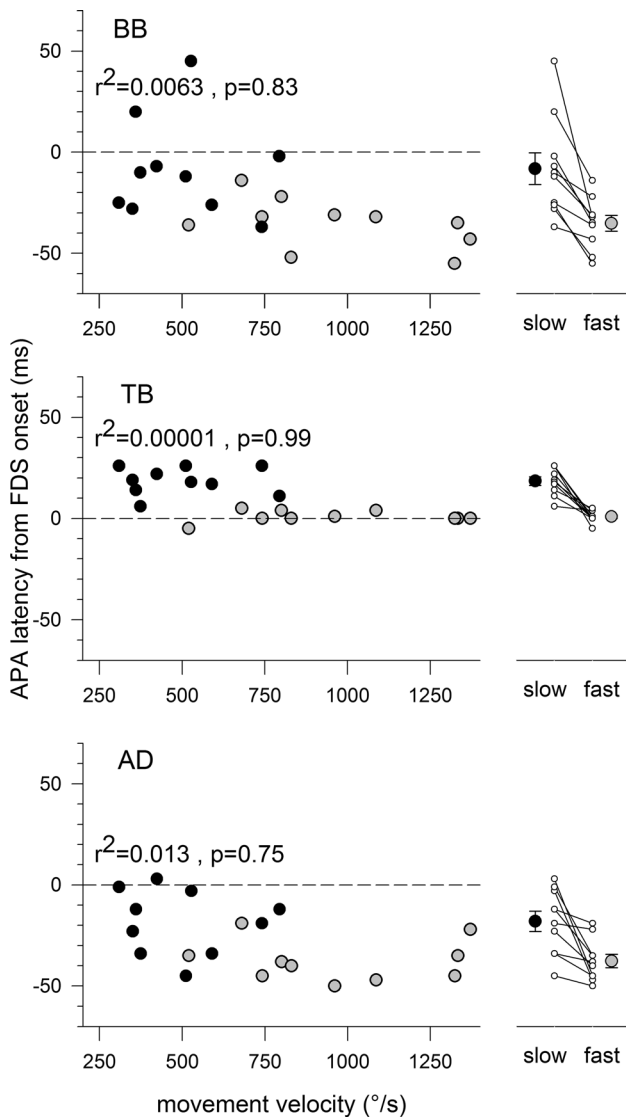 BB
r2=0.0063 , p=0.83
50
0
-50
250 500 750 1000 1250
slow fast
APA latency from FDS onset (ms)
TB
r2=0.00001 , p=0.99
50
0
-50
250 500 750 1000 1250
slow fast
AD
r2=0.013 , p=0.75
50
0
-50
250 500 750 1000 1250
slow fast
movement velocity (°/s)